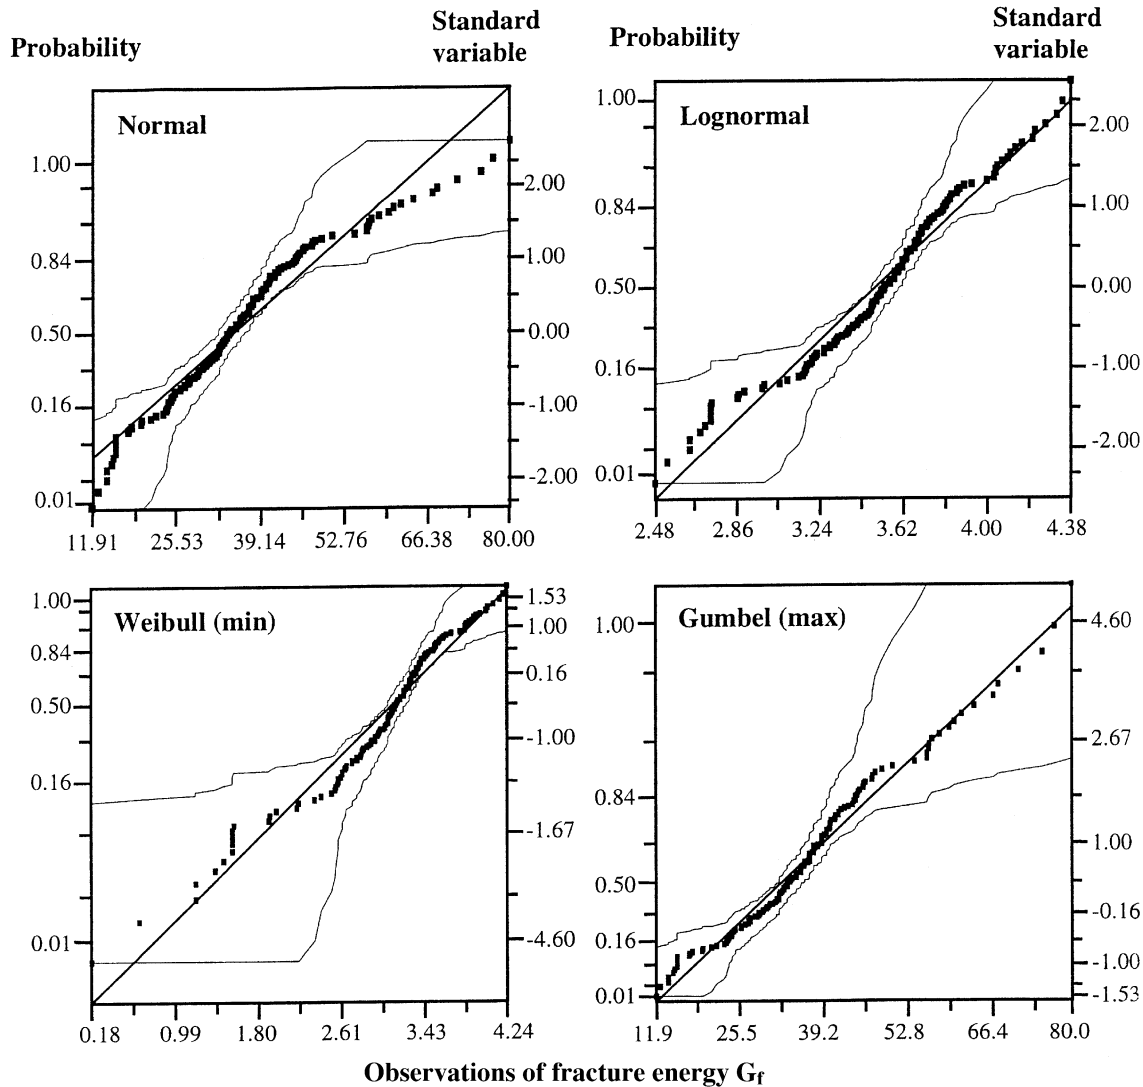 Probability
Standard
variable
Probability
Standard
variable
Normal
1.00
0.84
0.50
0.16
0.01
2.00
1.00
0.00
-1.00
-2.00
11.91 25.53 39.14 52.76 66.38 80.00
Lognormal
1.00
0.84
0.50
0.16
0.01
2.00
1.00
0.00
-1.00
-2.00
2.48 2.86 3.24 3.62 4.00 4.38
Weibull (min)
1.00
0.84
0.50
0.16
0.01
1.53
1.00
0.16
-1.00
-1.67
-4.60
0.18 0.99 1.80 2.61 3.43 4.24
Gumbel (max)
1.00
0.84
0.50
0.16
0.01
4.60
2.67
1.00
-0.16
-1.00
-1.53
11.9 25.5 39.2 52.8 66.4 80.0
Observations of fracture energy Gf